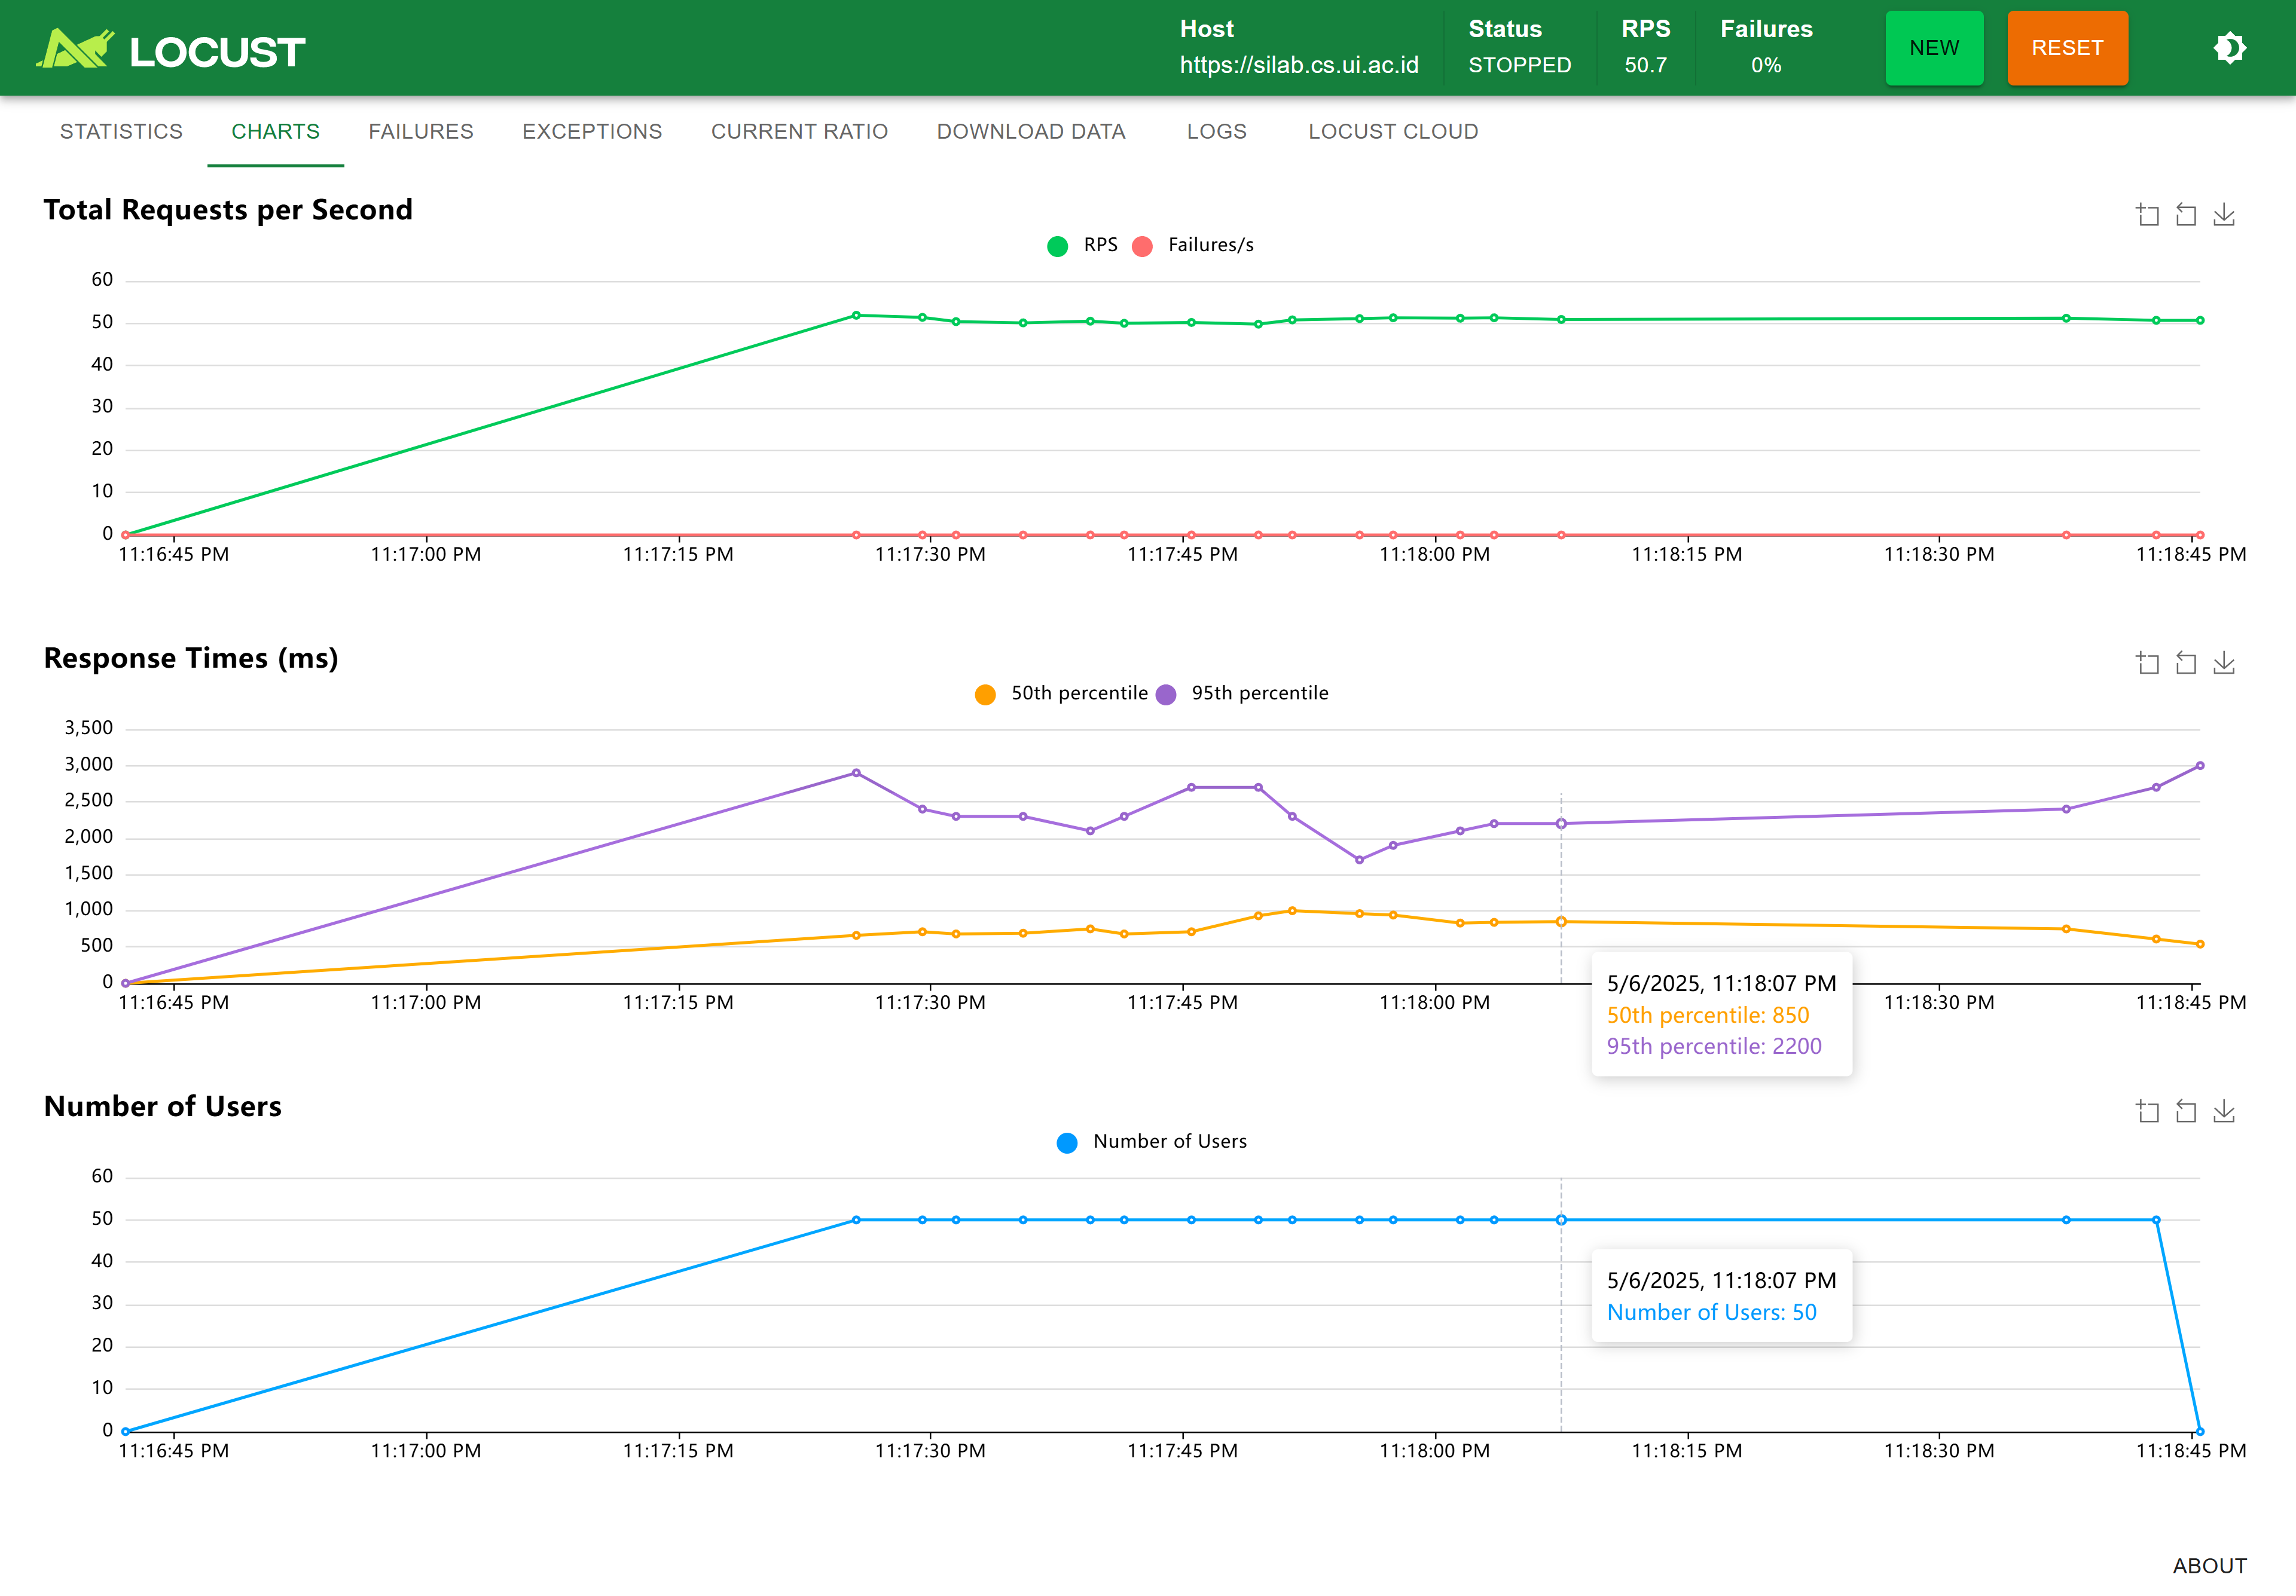 LOCUST
Host
https://silab.cs.ui.ac.id
Status
STOPPED
RPS
50.7
Failures
0%
NEW
RESET
STATISTICS CHARTS FAILURES EXCEPTIONS CURRENT RATIO DOWNLOAD DATA LOGS LOCUST CLOUD
Total Requests per Second
RPS Failures/s
60
50
40
30
20
10
0
11:16:45 PM 11:17:00 PM 11:17:15 PM 11:17:30 PM 11:17:45 PM 11:18:00 PM 11:18:15 PM 11:18:30 PM 11:18:45 PM
Response Times (ms)
50th percentile 95th percentile
3,500
3,000
2,500
2,000
1,500
1,000
500
0
11:16:45 PM 11:17:00 PM 11:17:15 PM 11:17:30 PM 11:17:45 PM 11:18:00 PM 11:18:30 PM 11:18:45 PM
5/6/2025, 11:18:07 PM
50th percentile: 850
95th percentile: 2200
Number of Users
Number of Users
60
50
40
30
20
10
0
11:16:45 PM 11:17:00 PM 11:17:15 PM 11:17:30 PM 11:17:45 PM 11:18:00 PM 11:18:15 PM 11:18:30 PM 11:18:45 PM
5/6/2025, 11:18:07 PM
Number of Users: 50
ABOUT